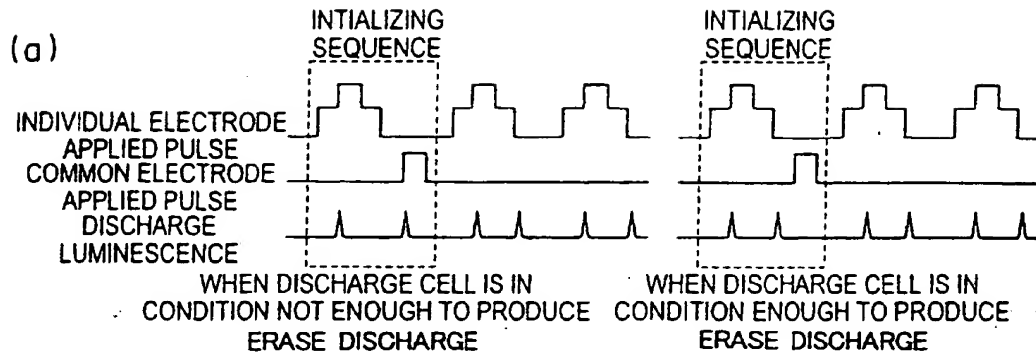 (a)
INTIALIZING
SEQUENCE
INTIALIZING
SEQUENCE
INDIVIDUAL ELECTRODE
APPLIED PULSE
COMMON ELECTRODE
APPLIED PULSE
DISCHARGE
LUMINESCENCE
WHEN DISCHARGE CELL IS IN
CONDITION NOT ENOUGH TO PRODUCE
ERASE DISCHARGE
WHEN DISCHARGE CELL IS IN
CONDITION ENOUGH TO PRODUCE
ERASE DISCHARGE